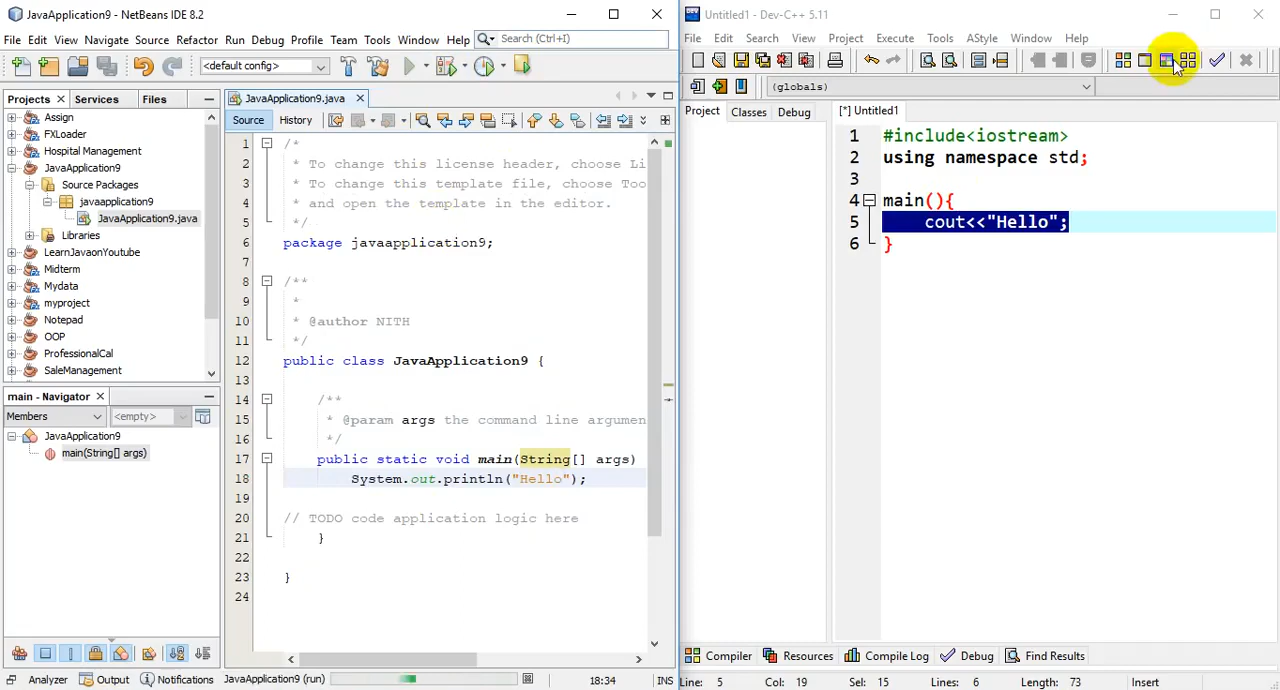 JavaApplication9 - NetBeans IDE 8.2
File Edit View Navigate Source Refactor Run Debug Profile Team Tools Window Help Search (Ctrl+I)
<default config>
Projects Services Files
Assign
FXLoader
Hospital Management
JavaApplication9
Source Packages
javaapplication9
JavaApplication9.java
Libraries
LearnJavaonYoutube
Midterm
Mydata
myproject
Notepad
OOP
ProfessionalCal
SaleManagement
main - Navigator
Members <empty>
JavaApplication9
main(String[] args)
JavaApplication9.java
Source History
1 /*
2 * To change this license header, choose Li
3 * To change this template file, choose Too
4 * and open the template in the editor.
5 */
6 package javaapplication9;
7
8 /**
9 *
10 * @author NITH
11 */
12 public class JavaApplication9 {
13
14 /**
15 * @param args the command line argumen
16 */
17 public static void main(String[] args)
18 System.out.println("Hello");
19
20 // TODO code application logic here
21 }
22
23 }
24
Analyzer Output Notifications JavaApplication9 (run) 18:34 INS
Untitled1 - Dev-C++ 5.11
File Edit Search View Project Execute Tools AStyle Window Help
(globals)
Project Classes Debug
[*] Untitled1
1 #include<iostream>
2 using namespace std;
3
4 main(){
5 cout<<"Hello";
6 }
Compiler Resources Compile Log Debug Find Results
Line: 5 Col: 19 Sel: 15 Lines: 6 Length: 73 Insert